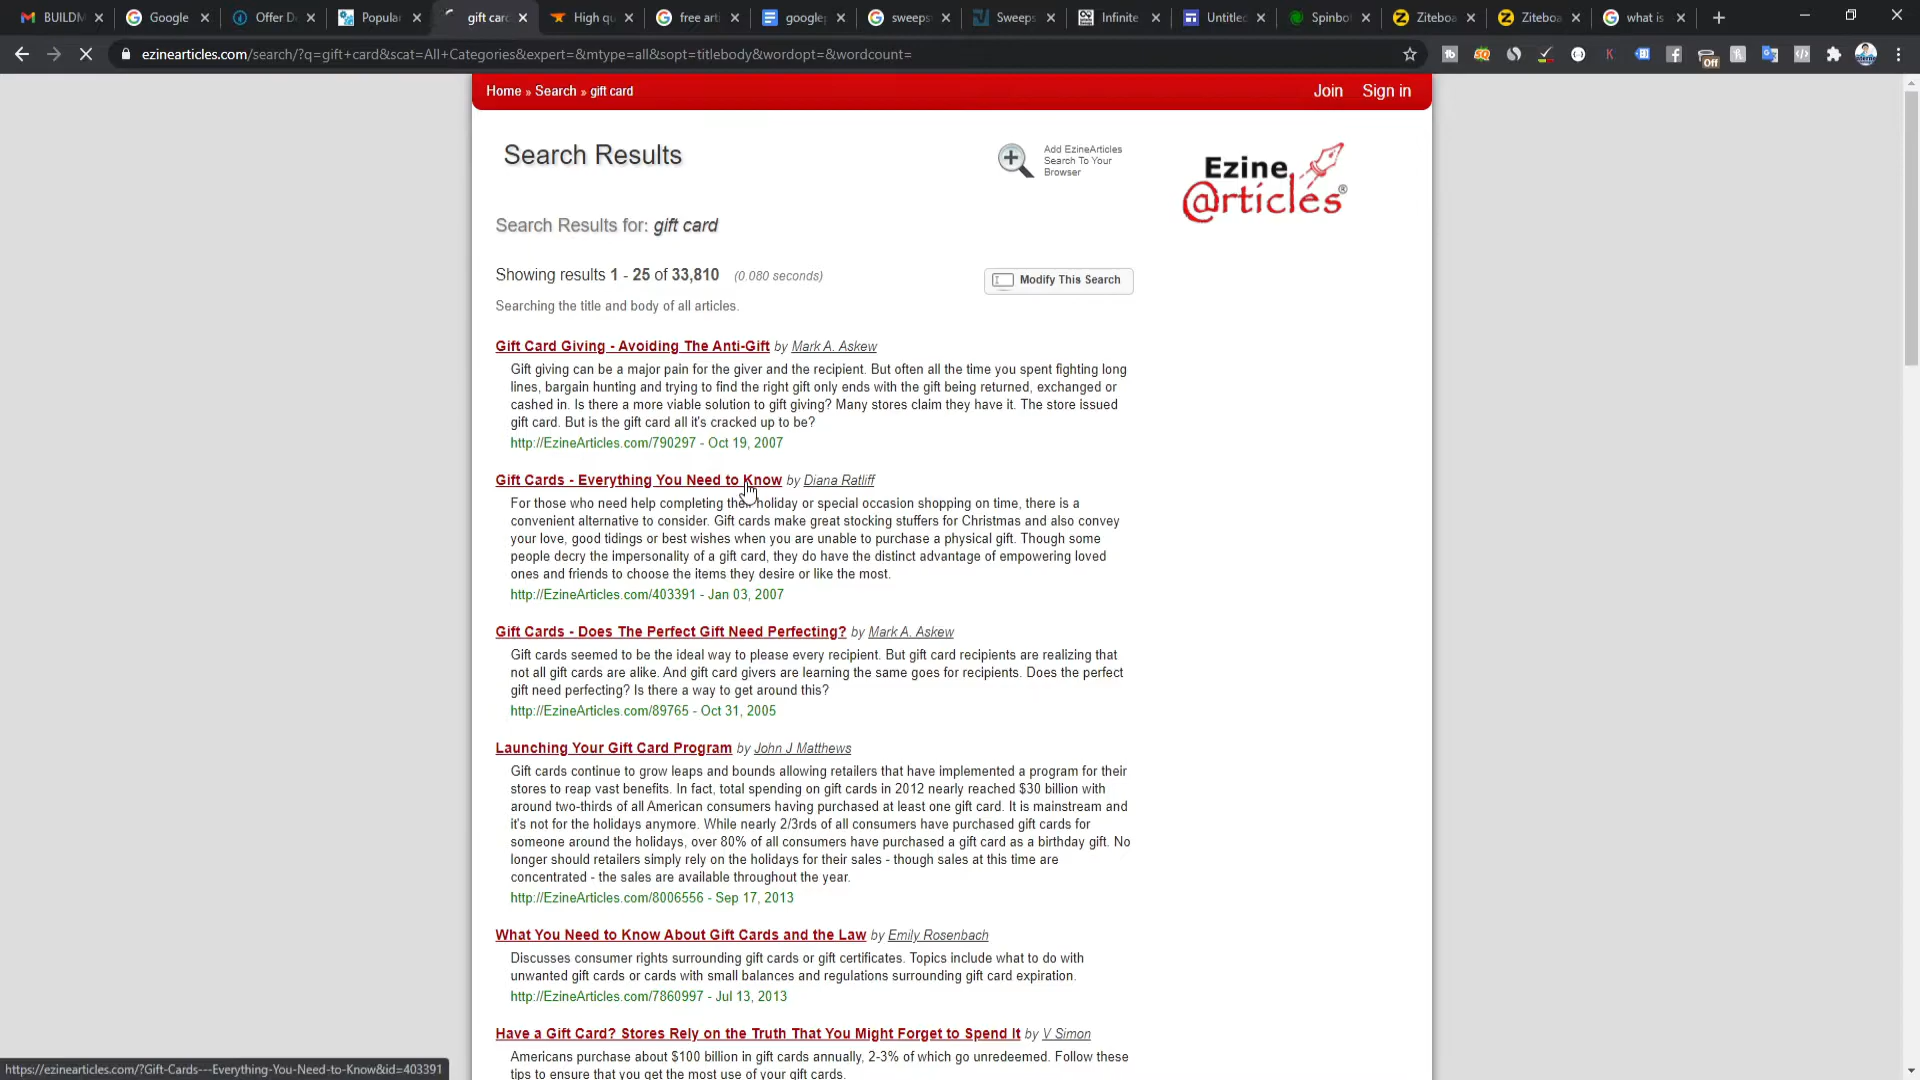 BUILDM
Google
Offer D
Popular
gift card
High qu
free arti
google
sweeps
Sweeps
Infinite
Untitled
Spinbot
Ziteboa
Ziteboa
what is
ezinearticles.com/search/?q=gift+card&scat=All+Categories&expert=&mtype=all&sopt=titlebody&wordopt=&wordcount=
Off
Home » Search » gift card
Join Sign in
Search Results
Add EzineArticles
Search To Your
Browser
Ezine
@rticles®
Search Results for: gift card
Showing results 1 - 25 of 33,810 (0.080 seconds)
Modify This Search
Searching the title and body of all articles.
Gift Card Giving - Avoiding The Anti-Gift by Mark A. Askew
Gift giving can be a major pain for the giver and the recipient. But often all the time you spent fighting long
lines, bargain hunting and trying to find the right gift only ends with the gift being returned, exchanged or
cashed in. Is there a more viable solution to gift giving? Many stores claim they have it. The store issued
gift card. But is the gift card all it's cracked up to be?
http://EzineArticles.com/790297 - Oct 19, 2007
Gift Cards - Everything You Need to Know by Diana Ratliff
For those who need help completing their holiday or special occasion shopping on time, there is a
convenient alternative to consider. Gift cards make great stocking stuffers for Christmas and also convey
your love, good tidings or best wishes when you are unable to purchase a physical gift. Though some
people decry the impersonality of a gift card, they do have the distinct advantage of empowering loved
ones and friends to choose the items they desire or like the most.
http://EzineArticles.com/403391 - Jan 03, 2007
Gift Cards - Does The Perfect Gift Need Perfecting? by Mark A. Askew
Gift cards seemed to be the ideal way to please every recipient. But gift card recipients are realizing that
not all gift cards are alike. And gift card givers are learning the same goes for recipients. Does the perfect
gift need perfecting? Is there a way to get around this?
http://EzineArticles.com/89765 - Oct 31, 2005
Launching Your Gift Card Program by John J Matthews
Gift cards continue to grow leaps and bounds allowing retailers that have implemented a program for their
stores to reap vast benefits. In fact, total spending on gift cards in 2012 nearly reached $30 billion with
around two-thirds of all American consumers having purchased at least one gift card. It is mainstream and
it's not for the holidays anymore. While nearly 2/3rds of all consumers have purchased gift cards for
someone around the holidays, over 80% of all consumers have purchased a gift card as a birthday gift. No
longer should retailers simply rely on the holidays for their sales - though sales at this time are
concentrated - the sales are available throughout the year.
http://EzineArticles.com/8006556 - Sep 17, 2013
What You Need to Know About Gift Cards and the Law by Emily Rosenbach
Discusses consumer rights surrounding gift cards or gift certificates. Topics include what to do with
unwanted gift cards or cards with small balances and regulations surrounding gift card expiration.
http://EzineArticles.com/7860997 - Jul 13, 2013
Have a Gift Card? Stores Rely on the Truth That You Might Forget to Spend It by V Simon
Americans purchase about $100 billion in gift cards annually, 2-3% of which go unredeemed. Follow these
tips to ensure that you get the most use of your gift cards.
https://ezinearticles.com/?Gift-Cards---Everything-You-Need-to-Know&id=403391